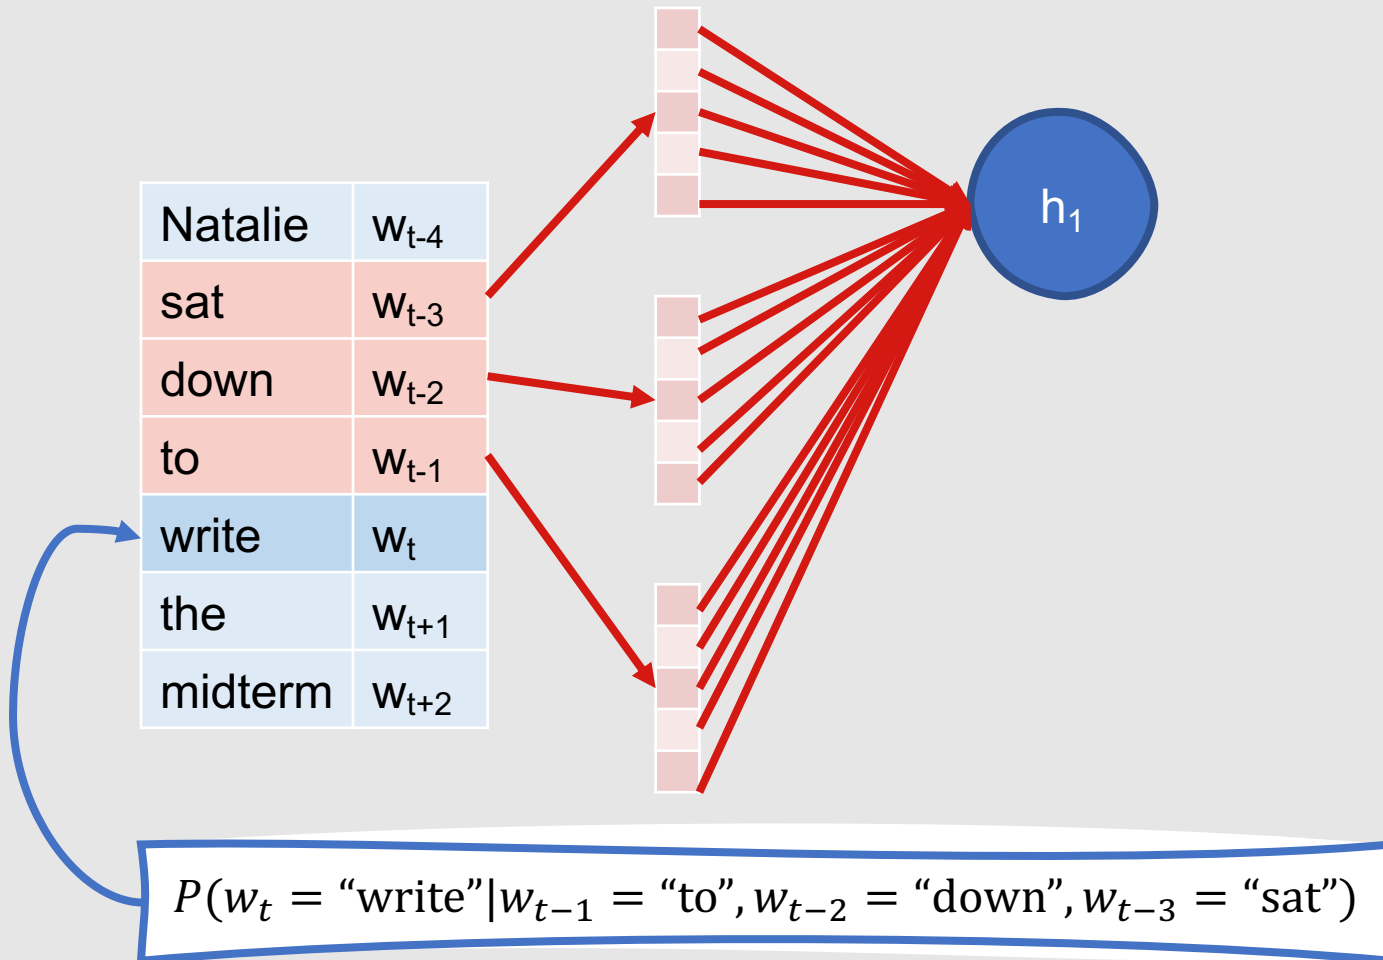 Natalie w_{t-4}
sat w_{t-3}
down w_{t-2}
to w_{t-1}
write w_t
the w_{t+1}
midterm w_{t+2}
h_1
P(w_t = “write”|w_{t-1} = “to”, w_{t-2} = “down”, w_{t-3} = “sat”)